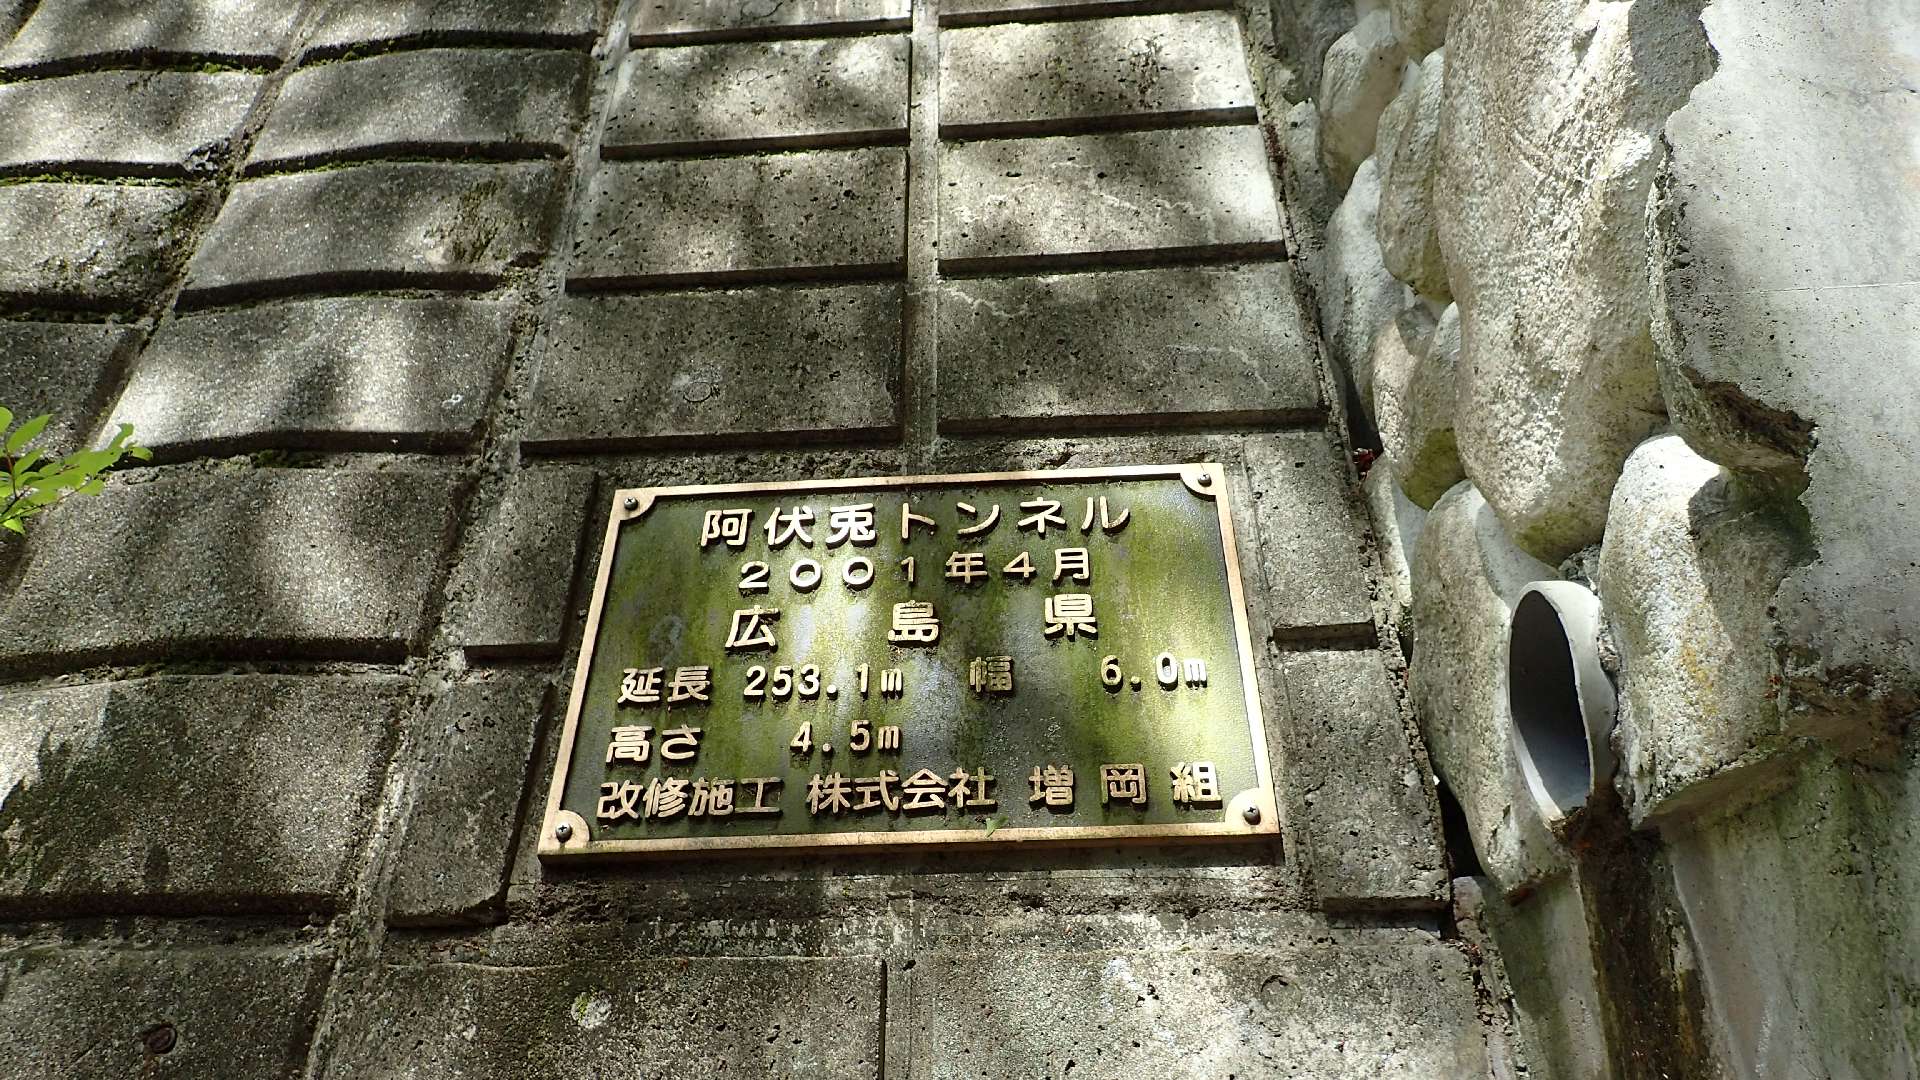 阿伏兎トンネル
2001年4月
広島県
延長 253.1m 幅 6.0m
高さ 4.5m
改修施工 株式会社 増岡組